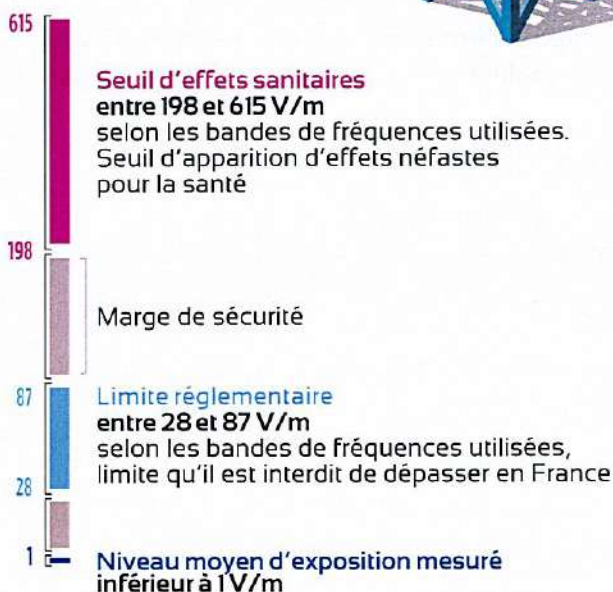 615
Seuil d'effets sanitaires
entre 198 et 615 V/m
selon les bandes de fréquences utilisées.
Seuil d'apparition d'effets néfastes
pour la santé
198
Marge de sécurité
87
Limite réglementaire
entre 28 et 87 V/m
selon les bandes de fréquences utilisées,
limite qu'il est interdit de dépasser en France
28
1
Niveau moyen d'exposition mesuré
inférieur à 1 V/m